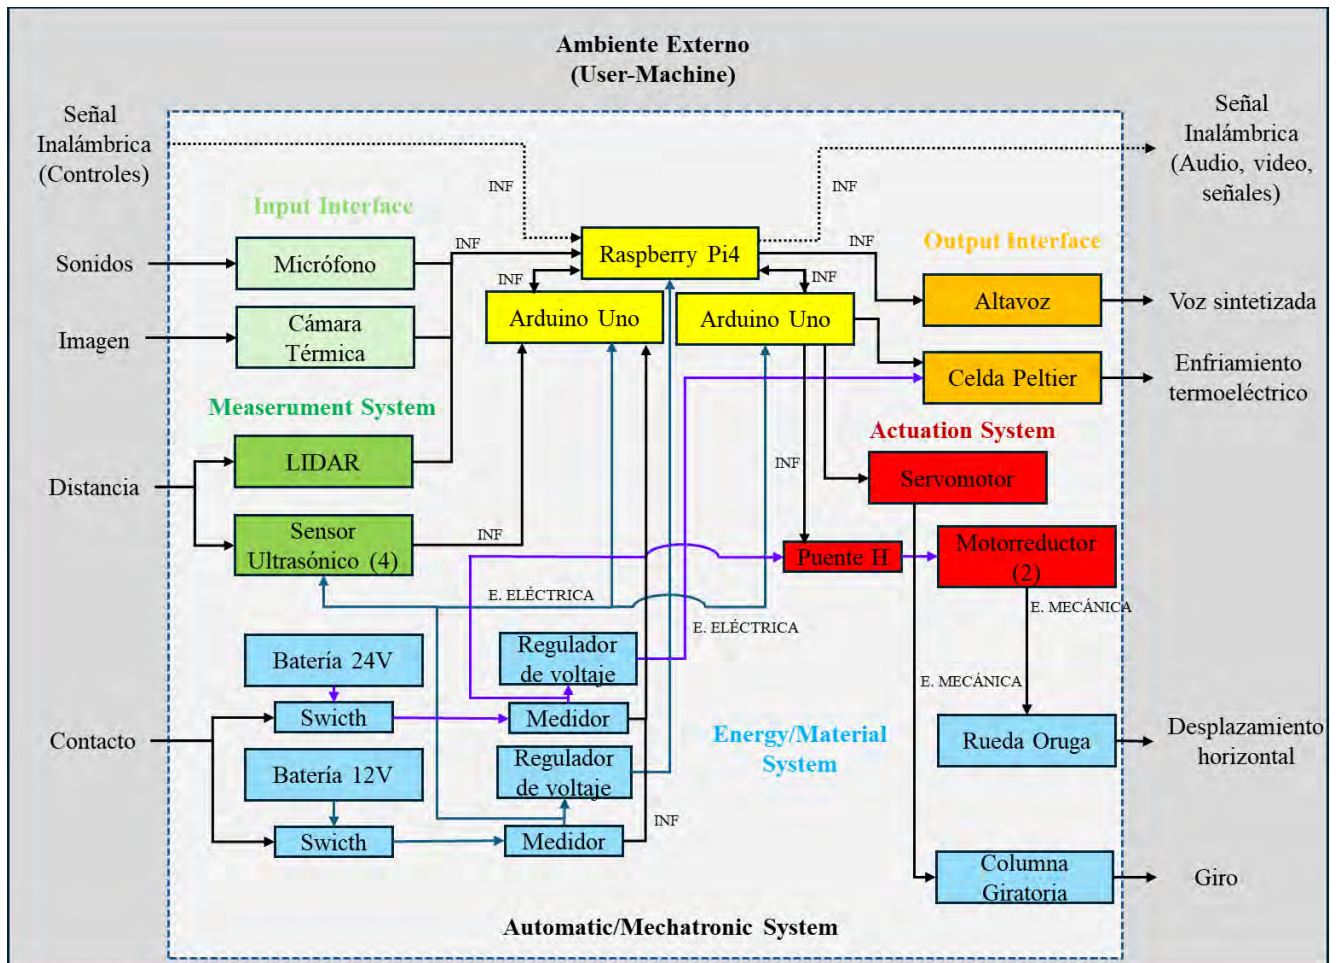 Ambiente Externo
(User-Machine)
Señal
Inalámbrica
(Controles)
Señal
Inalámbrica
(Audio, video,
señales)
INF
INF
Input Interface
Micrófono
Sonidos
INF
Raspberry Pi4
INF
Output Interface
INF
INF
Altavoz
Voz sintetizada
Imagen
Cámara
Térmica
Arduino Uno
Arduino Uno
Celda Peltier
Enfriamiento
termoeléctrico
Measerument System
Actuation System
LIDAR
INF
Servomotor
Distancia
Sensor
Ultrasónico (4)
INF
Puente H
Motorreductor
(2)
E. ELÉCTRICA
E. MECÁNICA
E. ELÉCTRICA
Batería 24V
Regulador
de voltaje
E. MECÁNICA
Swicth
Medidor
Contacto
Energy/Material
System
Rueda Oruga
Desplazamiento
horizontal
Batería 12V
Regulador
de voltaje
Swicth
Medidor
INF
Columna
Giratoria
Giro
Automatic/Mechatronic System